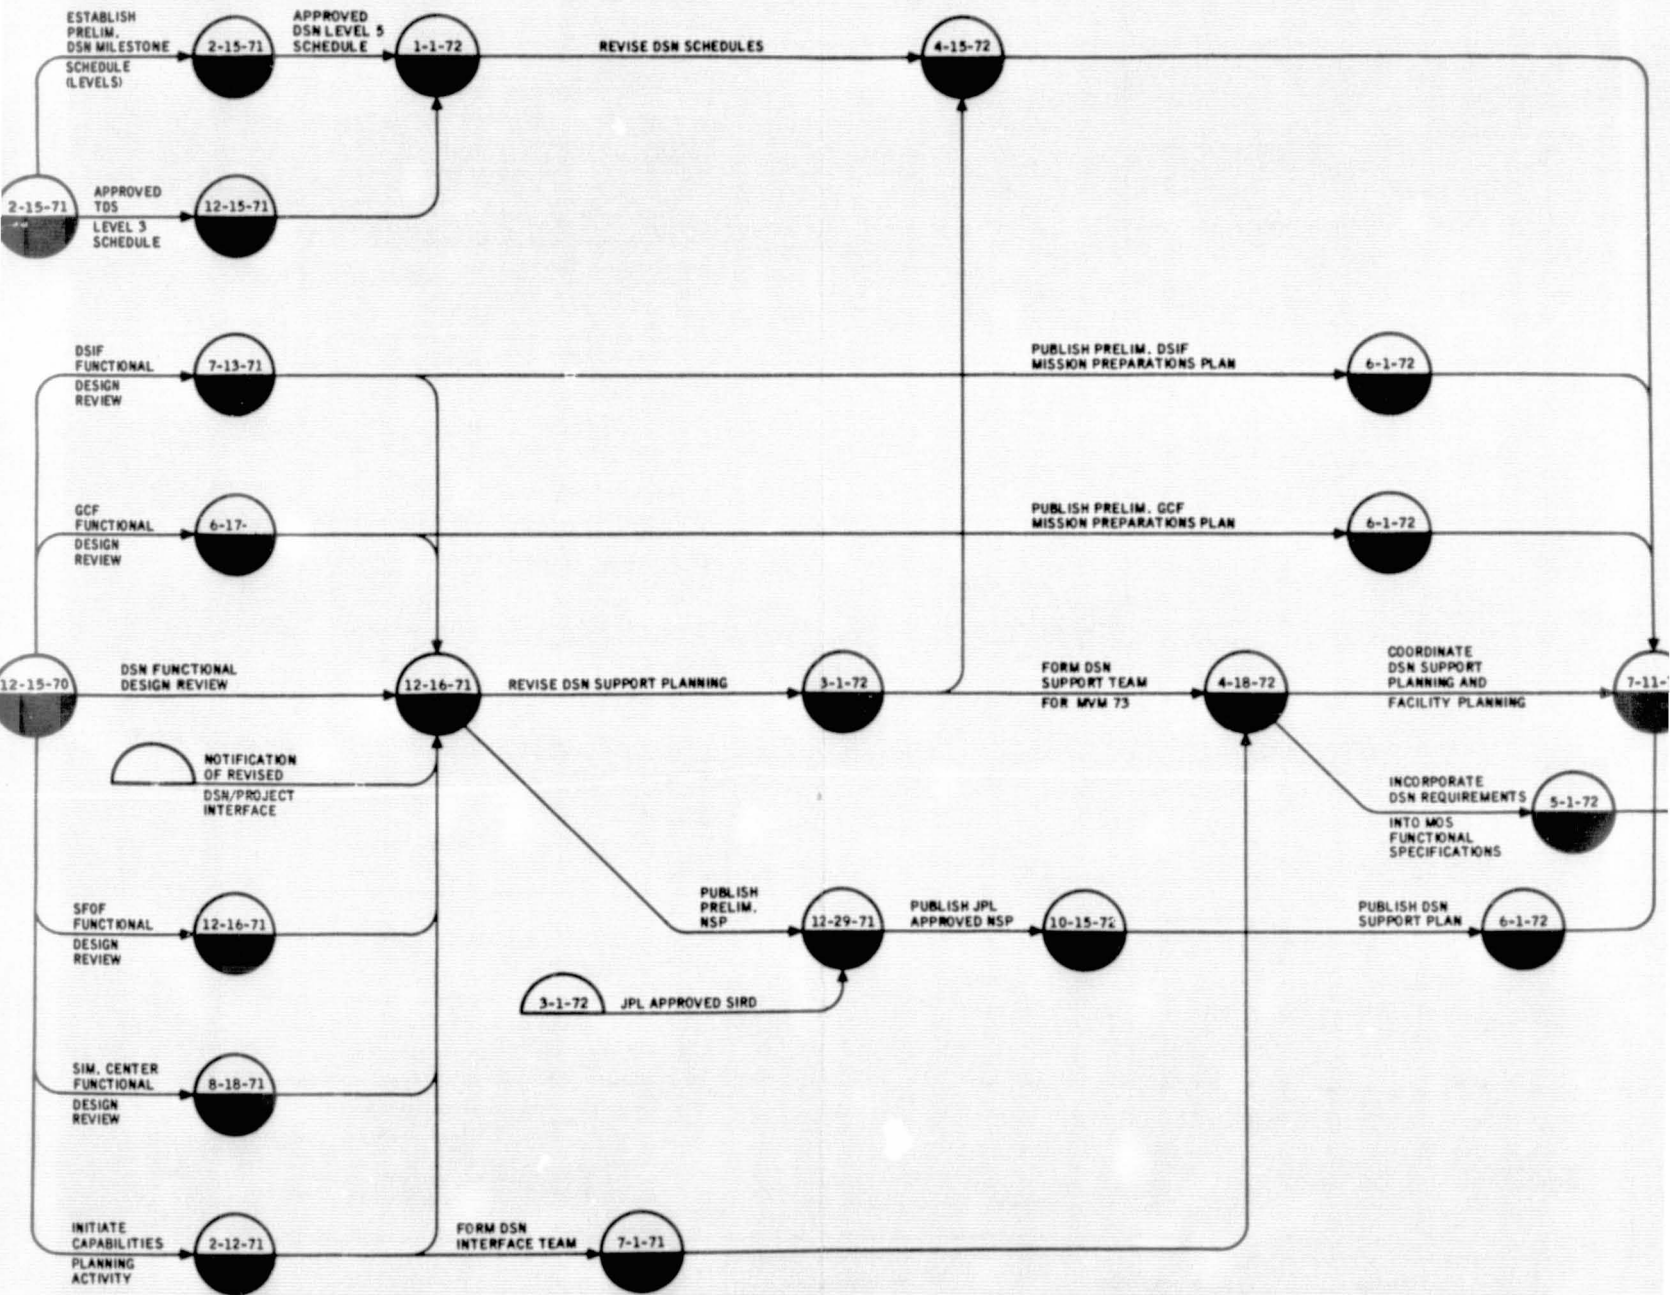 ESTABLISH
PRELIM.
DSN MILESTONE
SCHEDULE
(LEVELS)
2-15-71
APPROVED
DSN LEVEL 5
SCHEDULE
1-1-72
REVISE DSN SCHEDULES
4-15-72
2-15-71
APPROVED
TDS
LEVEL 3
SCHEDULE
12-15-71
DSIF
FUNCTIONAL
DESIGN
REVIEW
7-13-71
PUBLISH PRELIM. DSIF
MISSION PREPARATIONS PLAN
6-1-72
GCF
FUNCTIONAL
DESIGN
REVIEW
6-17-
PUBLISH PRELIM. GCF
MISSION PREPARATIONS PLAN
6-1-72
12-15-70
DSN FUNCTIONAL
DESIGN REVIEW
12-16-71
REVISE DSN SUPPORT PLANNING
3-1-72
FORM DSN
SUPPORT TEAM
FOR MVM 73
4-18-72
COORDINATE
DSN SUPPORT
PLANNING AND
FACILITY PLANNING
7-11-
NOTIFICATION
OF REVISED
DSN/PROJECT
INTERFACE
INCORPORATE
DSN REQUIREMENTS
INTO MOS
FUNCTIONAL
SPECIFICATIONS
5-1-72
SFOF
FUNCTIONAL
DESIGN
REVIEW
12-16-71
PUBLISH
PRELIM.
NSP
12-29-71
PUBLISH JPL
APPROVED NSP
10-15-72
PUBLISH DSN
SUPPORT PLAN
6-1-72
3-1-72
JPL APPROVED SIRD
SIM. CENTER
FUNCTIONAL
DESIGN
REVIEW
8-18-71
INITIATE
CAPABILITIES
PLANNING
ACTIVITY
2-12-71
FORM DSN
INTERFACE TEAM
7-1-71